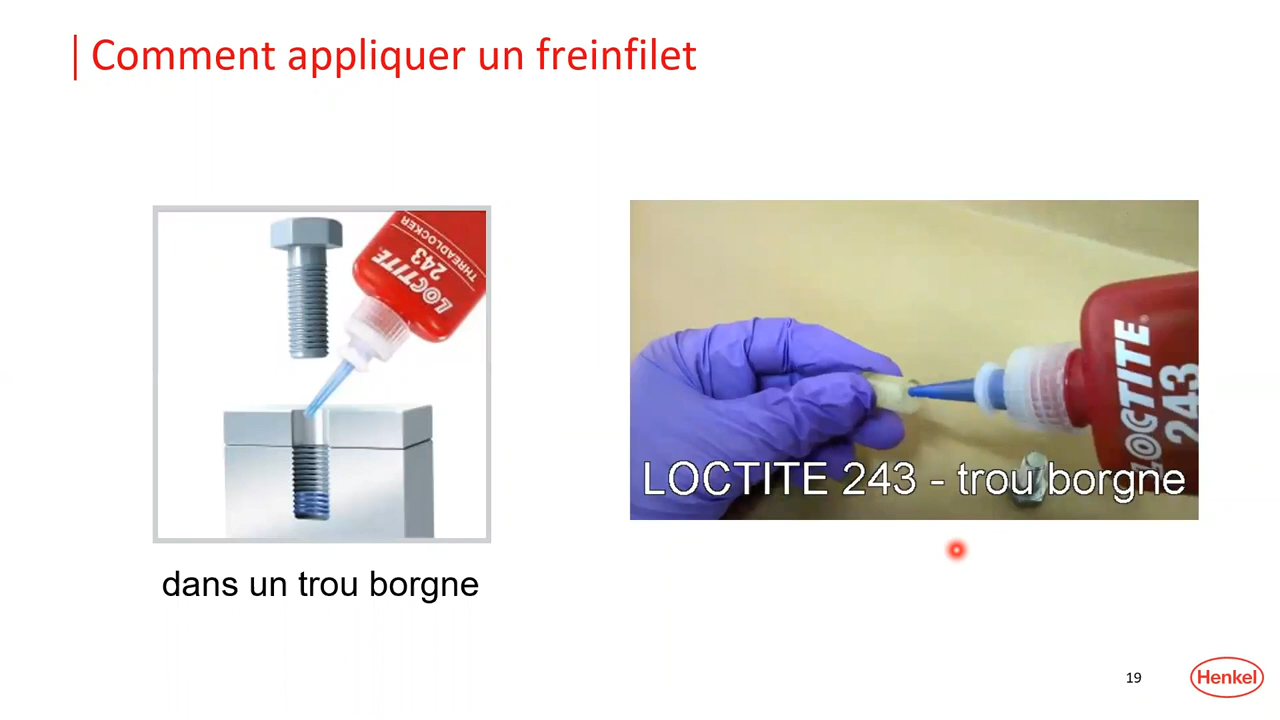 Comment appliquer un freinfilet
THREADLOCKER
243
LOCTITE
LOCTITE
243
LOCTITE 243 - trou borgne
dans un trou borgne
19
Henkel